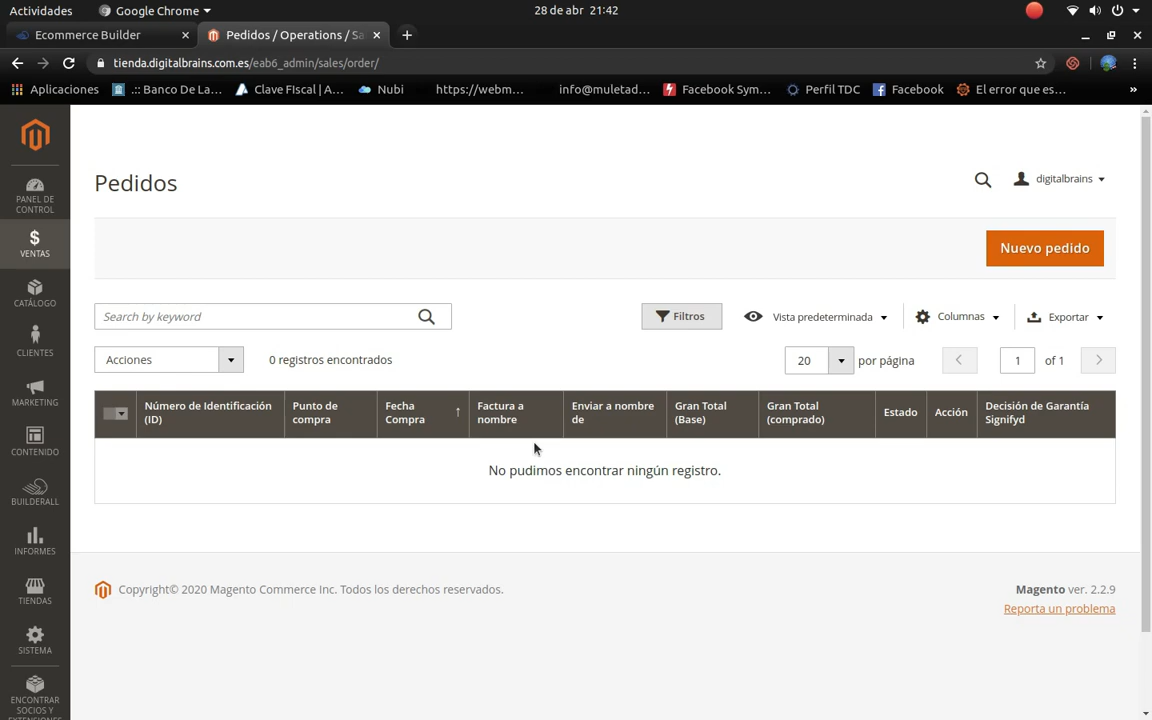 Actividades
Google Chrome
28 de abr 21:42
Ecommerce Builder
Pedidos / Operations / Sa
tienda.digitalbrains.com.es/eab6_admin/sales/order/
Aplicaciones
.:: Banco De La...
Clave FIscal | A...
Nubi
https://webm...
info@muletad...
Facebook Sym...
Perfil TDC
Facebook
El error que es...
»
PANEL DE CONTROL
VENTAS
CATÁLOGO
CLIENTES
MARKETING
CONTENIDO
BUILDERALL
INFORMES
TIENDAS
SISTEMA
ENCONTRAR
SOCIOS Y
EXTENSIONES
Pedidos
digitalbrains
Nuevo pedido
Search by keyword
Filtros
Vista predeterminada
Columnas
Exportar
Acciones
0 registros encontrados
20
por página
1
of 1
Número de Identificación (ID)
Punto de compra
Fecha Compra
↑
Factura a nombre
Enviar a nombre de
Gran Total (Base)
Gran Total (comprado)
Estado
Acción
Decisión de Garantía Signifyd
No pudimos encontrar ningún registro.
Copyright© 2020 Magento Commerce Inc. Todos los derechos reservados.
Magento ver. 2.2.9
Reporta un problema